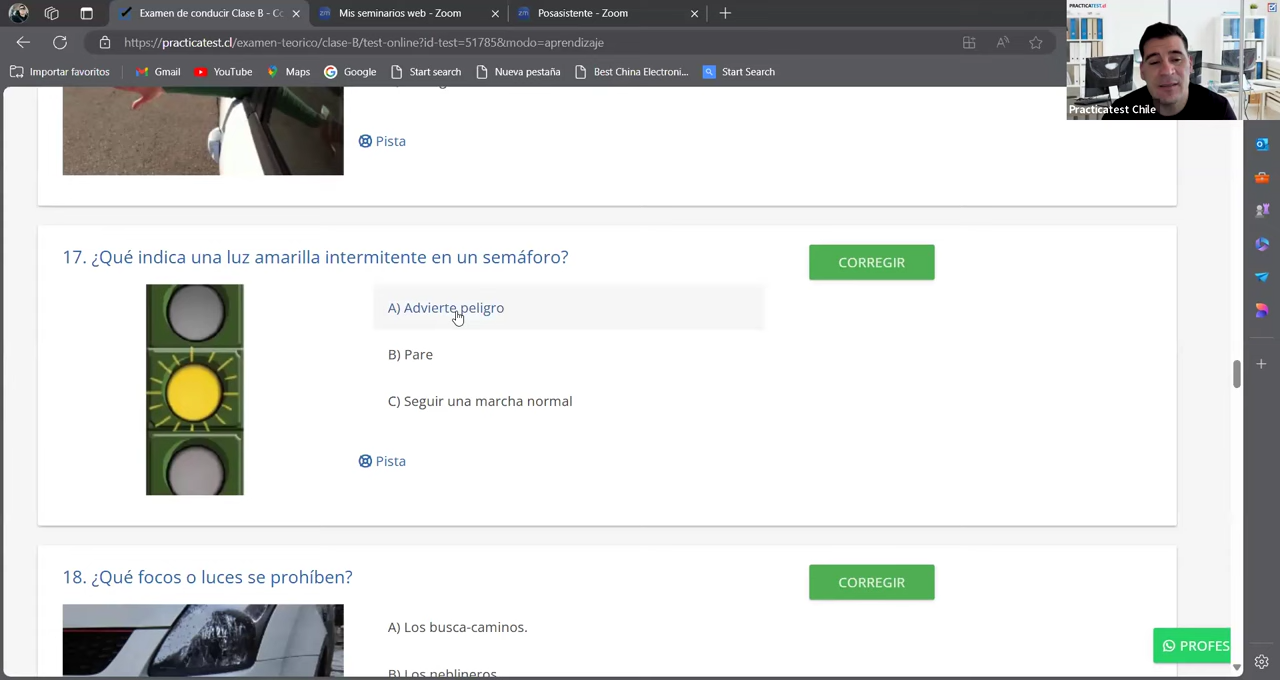 Examen de conducir Clase B - Co
Mis seminarios web - Zoom
Posasistente - Zoom
https://practicatest.cl/examen-teorico/clase-B/test-online?id-test=51785&modo=aprendizaje
Importar favoritos
Gmail
YouTube
Maps
Google
Start search
Nueva pestaña
Best China Electroni...
Start Search
PRACTICATEST.cl
Practicatest Chile
Pista
17. ¿Qué indica una luz amarilla intermitente en un semáforo?
CORREGIR
A) Advierte peligro
B) Pare
C) Seguir una marcha normal
Pista
18. ¿Qué focos o luces se prohíben?
CORREGIR
A) Los busca-caminos.
B) Los neblineros
PROFES